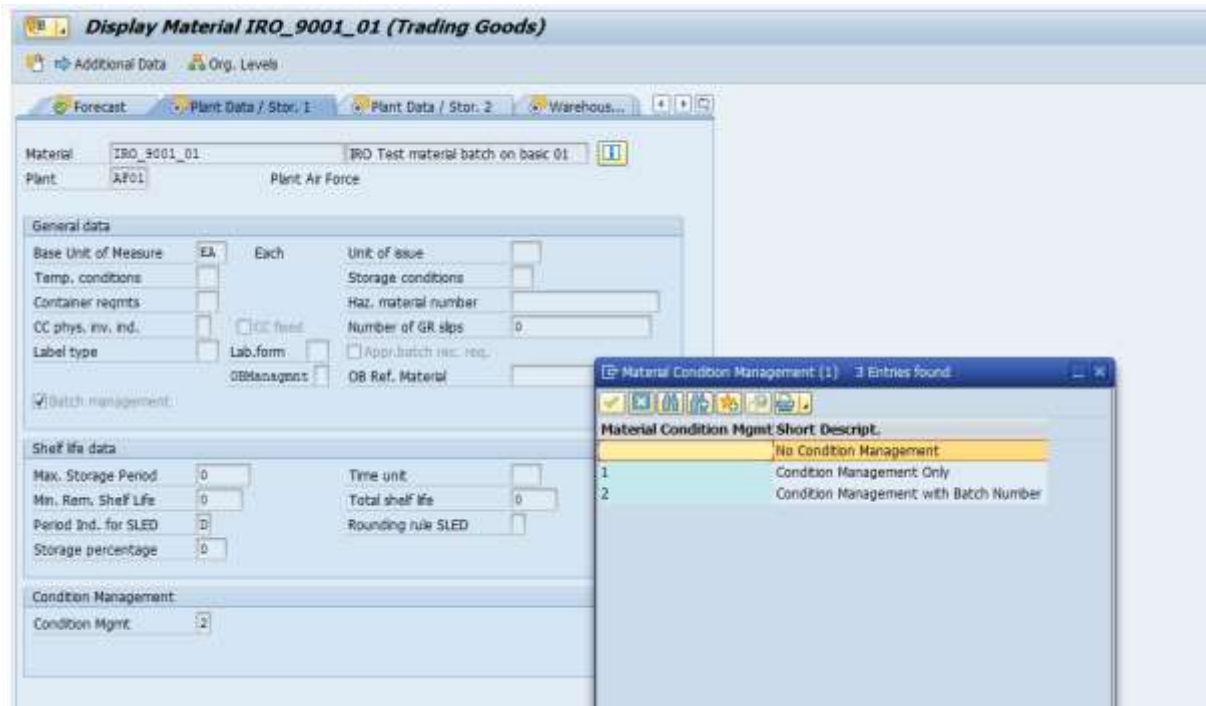 Display Material IRO_9001_01 (Trading Goods)
Additional Data Org. Levels
Forecast Plant Data / Stor. 1 Plant Data / Stor. 2 Warehous...
Material IRO_9001_01 IRO Test material batch on basic 01
Plant AF01 Plant Air Force
General data
Base Unit of Measure EA Each Unit of issue
Temp. conditions Storage conditions
Container reqmts Haz. material number
CC phys. inv. ind. CC fixed Number of GR slips 0
Label type Lab.form Appr.batch rec. req.
OBManagmnt OB Ref. Material
Batch management
Shelf life data
Max. Storage Period 0 Time unit
Min. Rem. Shelf Life 0 Total shelf life 0
Period Ind. for SLED D Rounding rule SLED
Storage percentage 0
Condition Management
Condition Mgmt 2
Material Condition Management (1) 3 Entries found
Material Condition Mgmt Short Descript.
No Condition Management
1 Condition Management Only
2 Condition Management with Batch Number